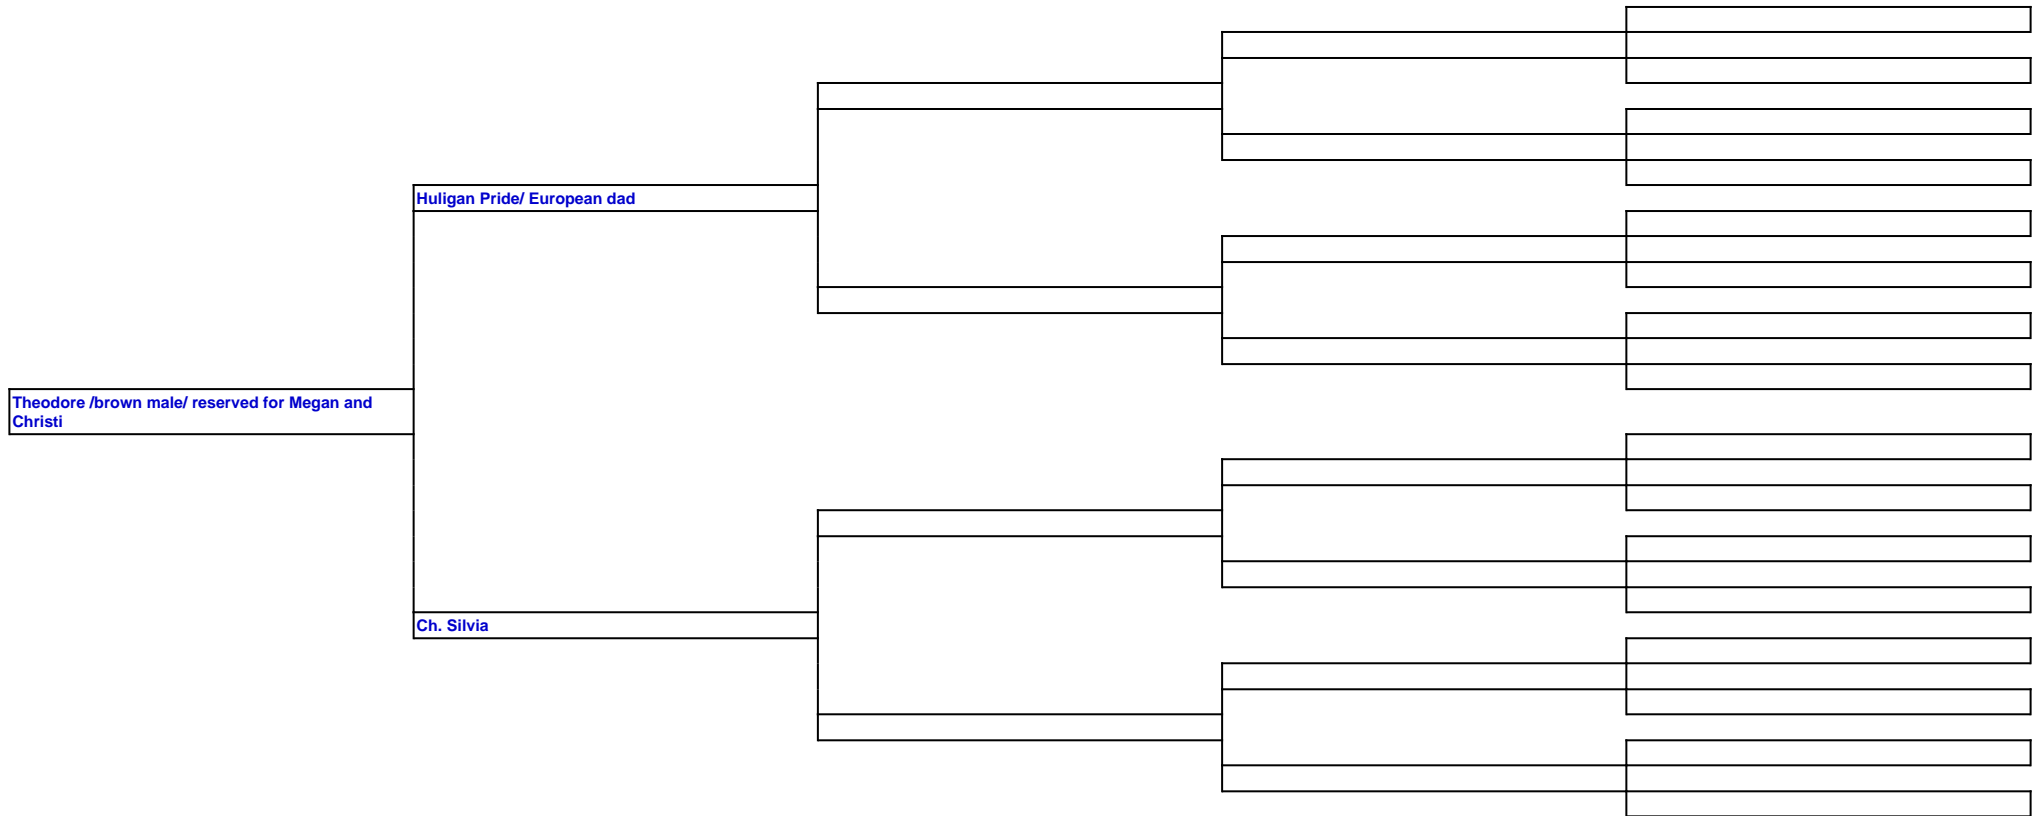 Huligan Pride/ European dad
Theodore /brown male/ reserved for Megan and
Christi
Ch. Silvia